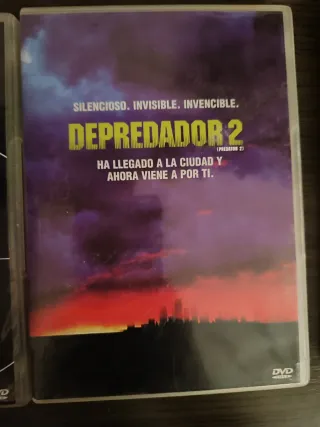 SILENCIOSO. INVISIBLE. INVENCIBLE.
DEPREDADOR 2
(PREDATOR 2)
HA LLEGADO A LA CIUDAD Y
AHORA VIENE A POR TI.
DVD